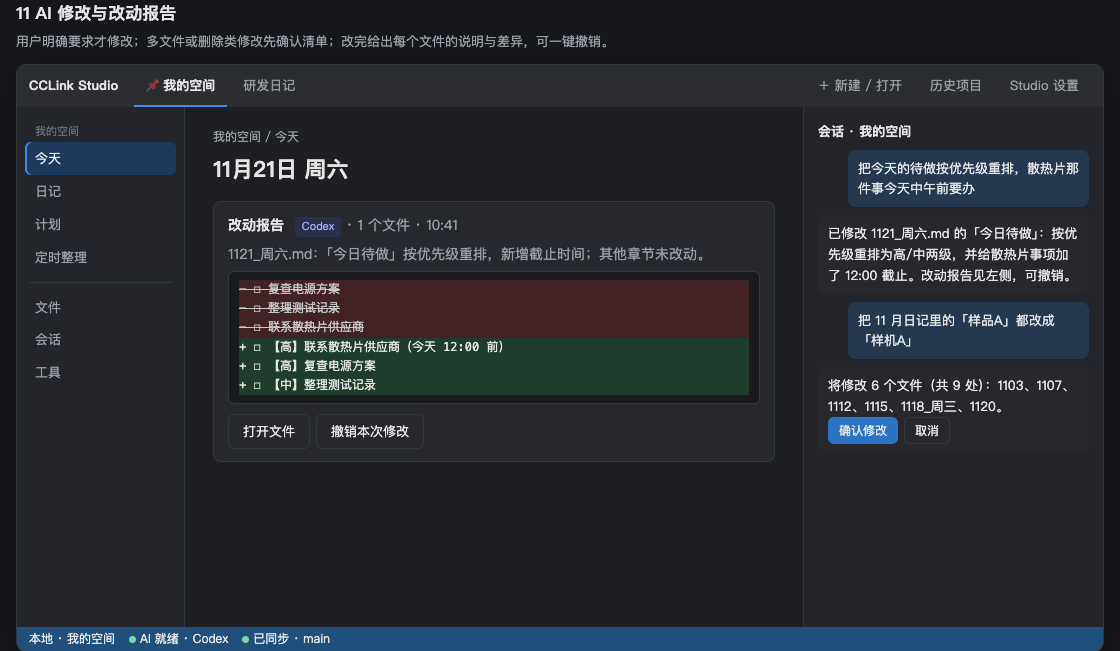 11 AI 修改与改动报告
用户明确要求才修改；多文件或删除类修改先确认清单；改完给出每个文件的说明与差异，可一键撤销。
CCLink Studio
📌 我的空间
研发日记
+ 新建 / 打开
历史项目
Studio 设置
我的空间
今天
日记
计划
定时整理
文件
会话
工具
我的空间 / 今天
11月21日 周六
改动报告 Codex · 1 个文件 · 10:41
1121_周六.md：「今日待做」按优先级重排，新增截止时间；其他章节未改动。
- □ 复查电源方案
- □ 整理测试记录
- □ 联系散热片供应商
+ □ 【高】联系散热片供应商（今天 12:00 前）
+ □ 【高】复查电源方案
+ □ 【中】整理测试记录
打开文件
撤销本次修改
会话 · 我的空间
把今天的待做按优先级重排，散热片那
件事今天中午前要办
已修改 1121_周六.md 的「今日待做」：按优
先级重排为高/中两级，并给散热片事项加
了 12:00 截止。改动报告见左侧，可撤销。
把 11 月日记里的「样品A」都改成
「样机A」
将修改 6 个文件（共 9 处）：1103、1107、
1112、1115、1118_周三、1120。
确认修改
取消
本地 · 我的空间 ● AI 就绪 · Codex ● 已同步 · main